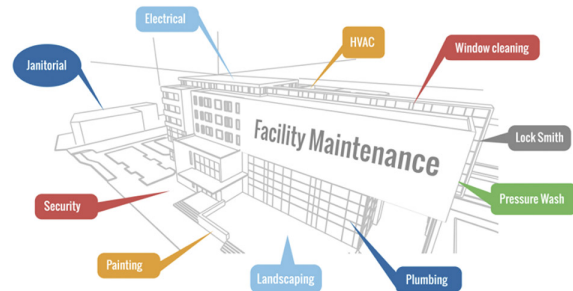 Electrical
HVAC
Window cleaning
Janitorial
Facility Maintenance
Lock Smith
Pressure Wash
Security
Painting
Landscaping
Plumbing